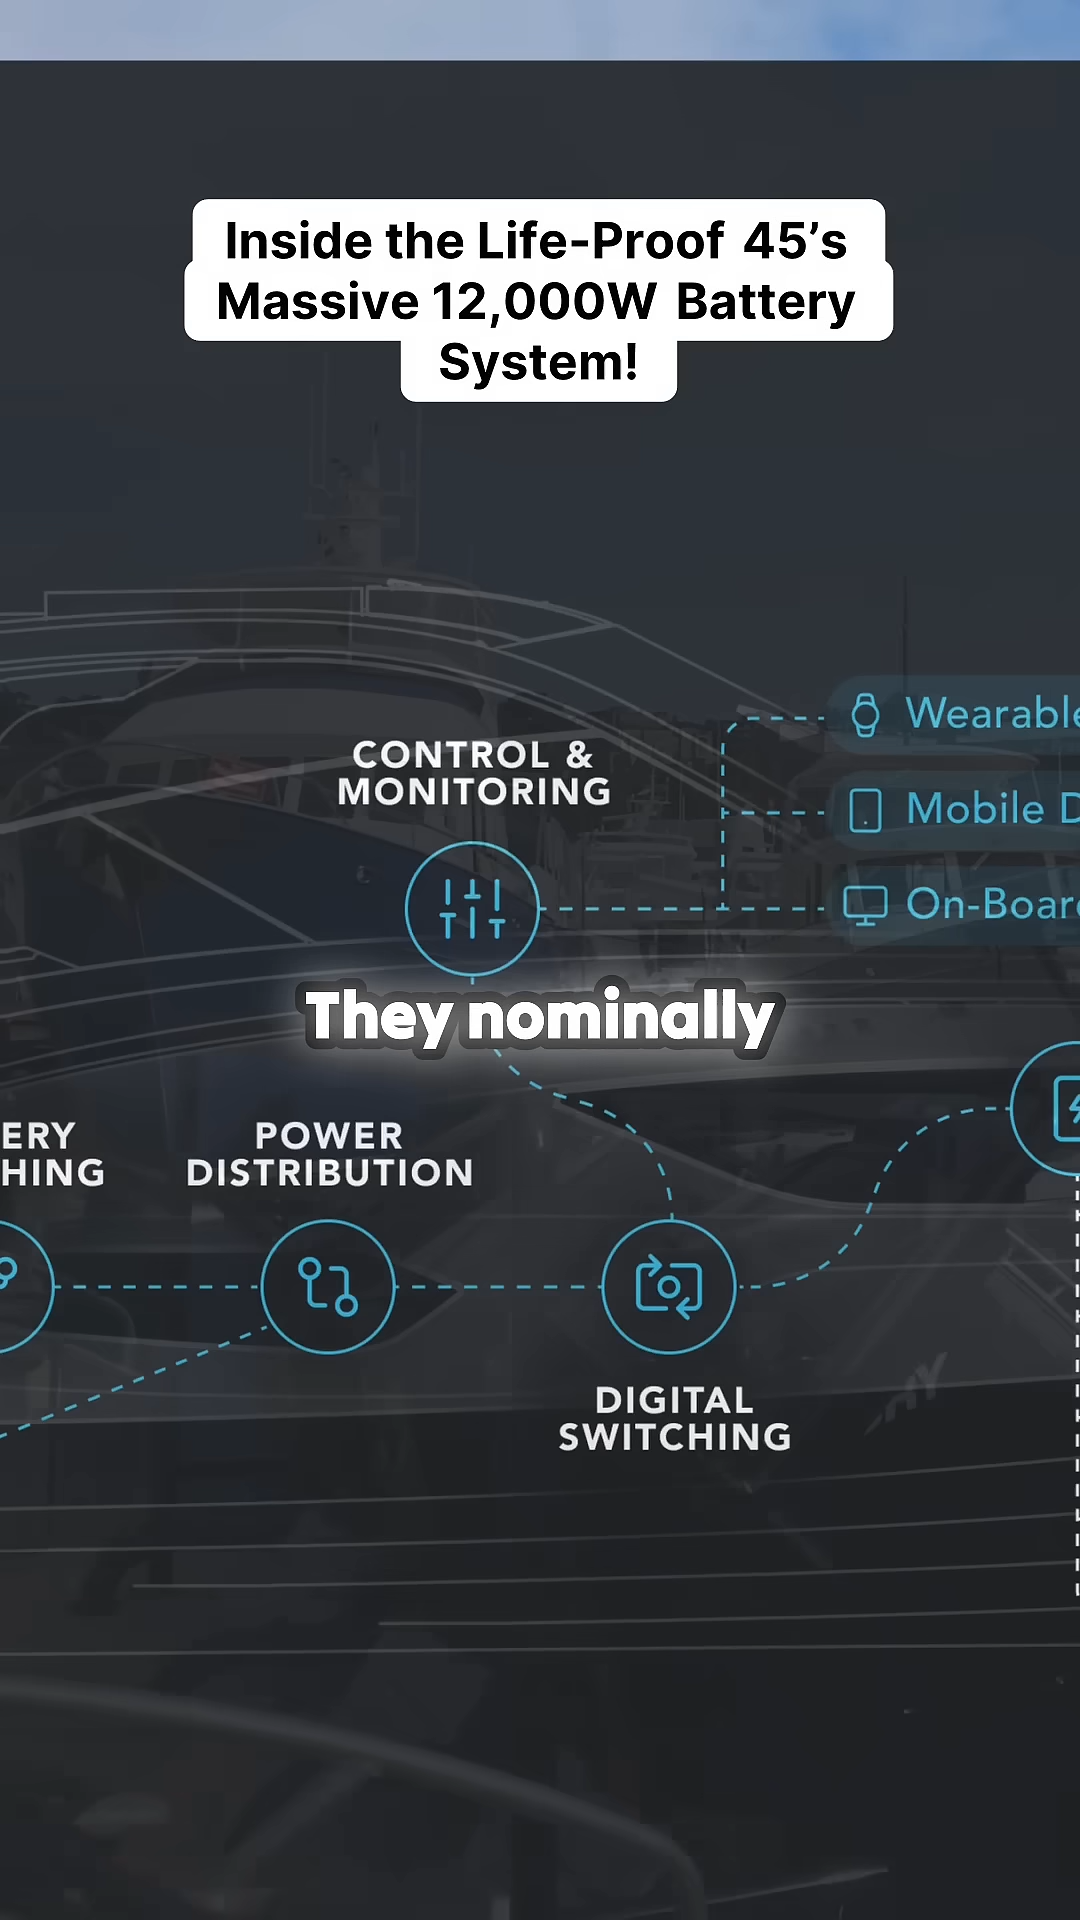 Inside the Life-Proof 45’s
Massive 12,000W Battery
System!
CONTROL &
MONITORING
Wearable
Mobile D
On-Board
They nominally
ERY
HING
POWER
DISTRIBUTION
DIGITAL
SWITCHING